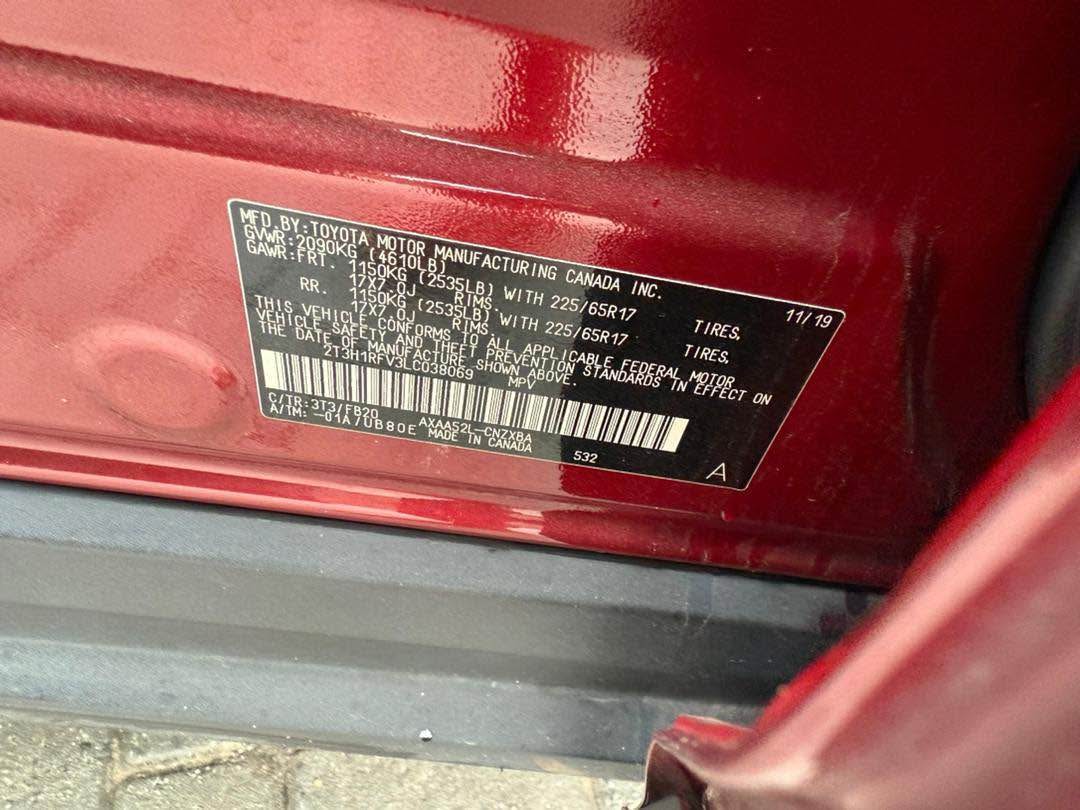 MFD. BY:TOYOTA MOTOR MANUFACTURING CANADA INC.
GVWR:2090KG (4610LB) 11/19
GAWR:FRT. 1150KG (2535LB) WITH 225/65R17 TIRES,
17X7.0J RIMS.
RR. 1150KG (2535LB) WITH 225/65R17 TIRES,
17X7.0J RIMS.
THIS VEHICLE CONFORMS TO ALL APPLICABLE FEDERAL MOTOR
VEHICLE SAFETY AND THEFT PREVENTION STANDARDS IN EFFECT ON
THE DATE OF MANUFACTURE SHOWN ABOVE.
2T3H1RFV3LC038069 MPV
C/TR:3T3/FB20 AXAA52L-CNZXBA
A/TM:-01A/UB80E MADE IN CANADA 532 A